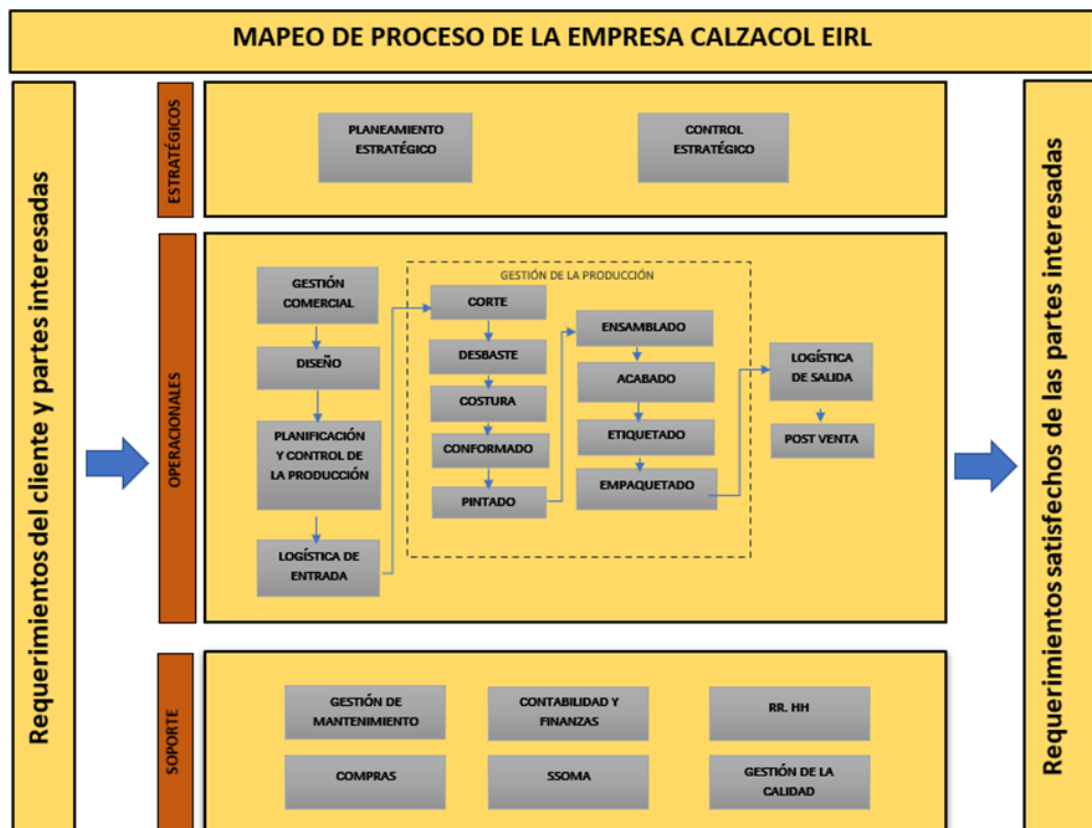 MAPEO DE PROCESO DE LA EMPRESA CALZACOL EIRL
Requerimientos del cliente y partes interesadas
ESTRATÉGICOS
PLANEAMIENTO
ESTRATÉGICO
CONTROL
ESTRATÉGICO
OPERACIONALES
GESTIÓN
COMERCIAL
DISEÑO
PLANIFICACIÓN
Y CONTROL DE
LA PRODUCCIÓN
LOGÍSTICA DE
ENTRADA
GESTIÓN DE LA PRODUCCIÓN
CORTE
DESBASTE
COSTURA
CONFORMADO
PINTADO
ENSAMBLADO
ACABADO
ETIQUETADO
EMPAQUETADO
LOGÍSTICA
DE SALIDA
POST VENTA
SOPORTE
GESTIÓN DE
MANTENIMIENTO
CONTABILIDAD Y
FINANZAS
RR. HH
COMPRAS
SSOMA
GESTIÓN DE LA
CALIDAD
Requerimientos satisfechos de las partes interesadas